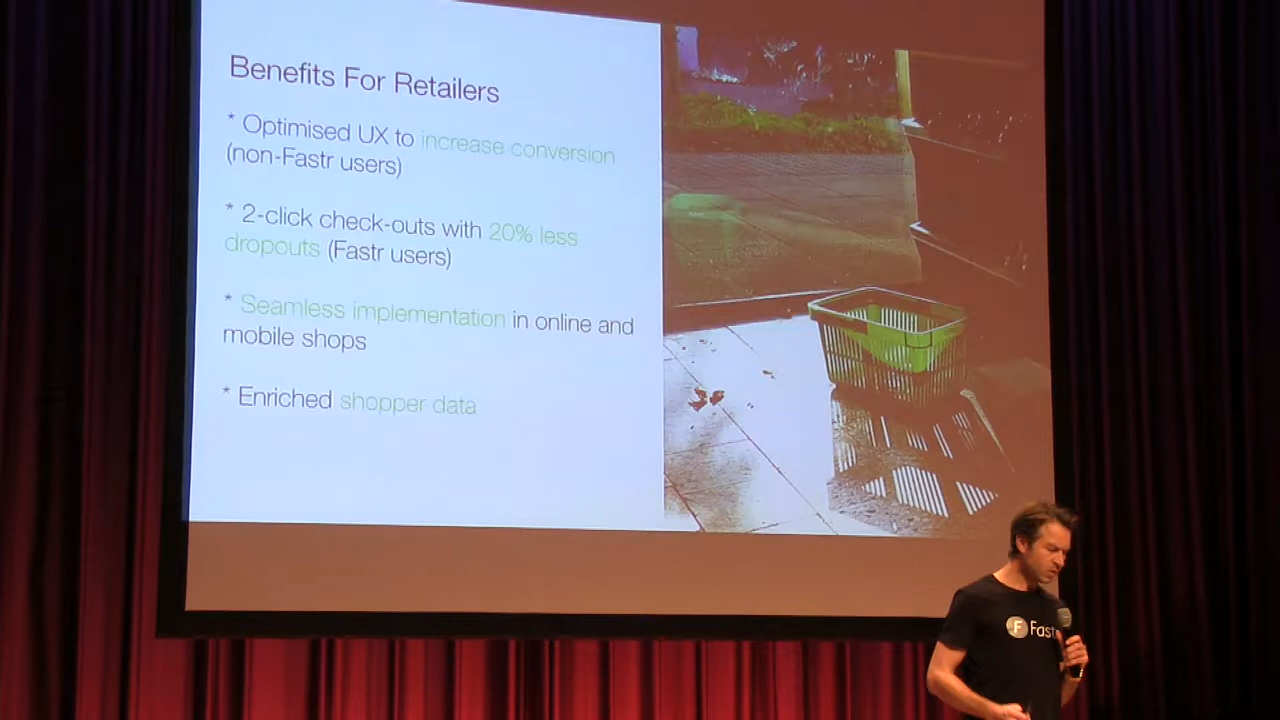 Benefits For Retailers
* Optimised UX to increase conversion
(non-Fastr users)
* 2-click check-outs with 20% less
dropouts (Fastr users)
* Seamless implementation in online and
mobile shops
* Enriched shopper data
F Fast